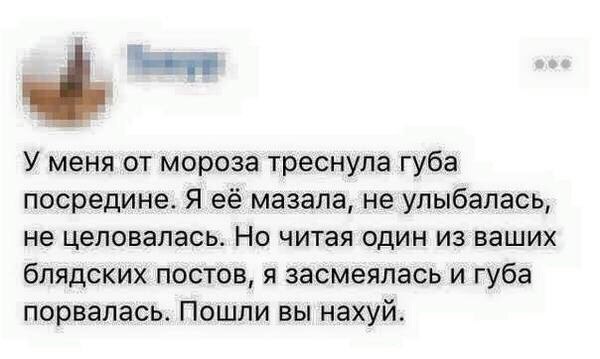 У меня от мороза треснула губа
посредине. Я её мазала, не улыбалась,
не целовалась. Но читая один из ваших
блядских постов, я засмеялась и губа
порвалась. Пошли вы нахуй.